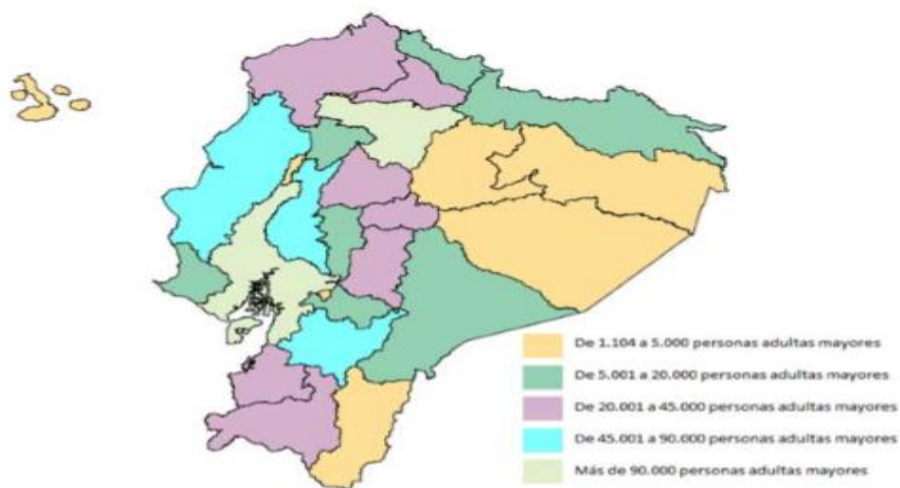 De 1.104 a 5.000 personas adultas mayores
De 5.001 a 20.000 personas adultas mayores
De 20.001 a 45.000 personas adultas mayores
De 45.001 a 90.000 personas adultas mayores
Más de 90.000 personas adultas mayores